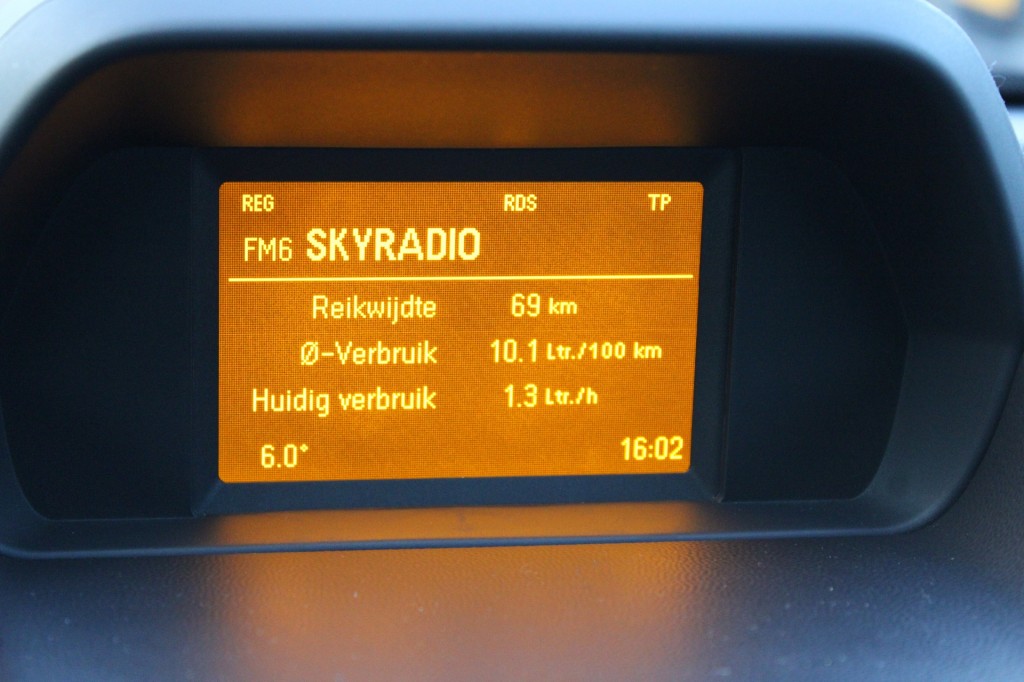 REG RDS TP
FM6 SKYRADIO
Reikwijdte 69 km
Ø-Verbruik 10.1 Ltr./100 km
Huidig verbruik 1.3 Ltr./h
6.0° 16:02